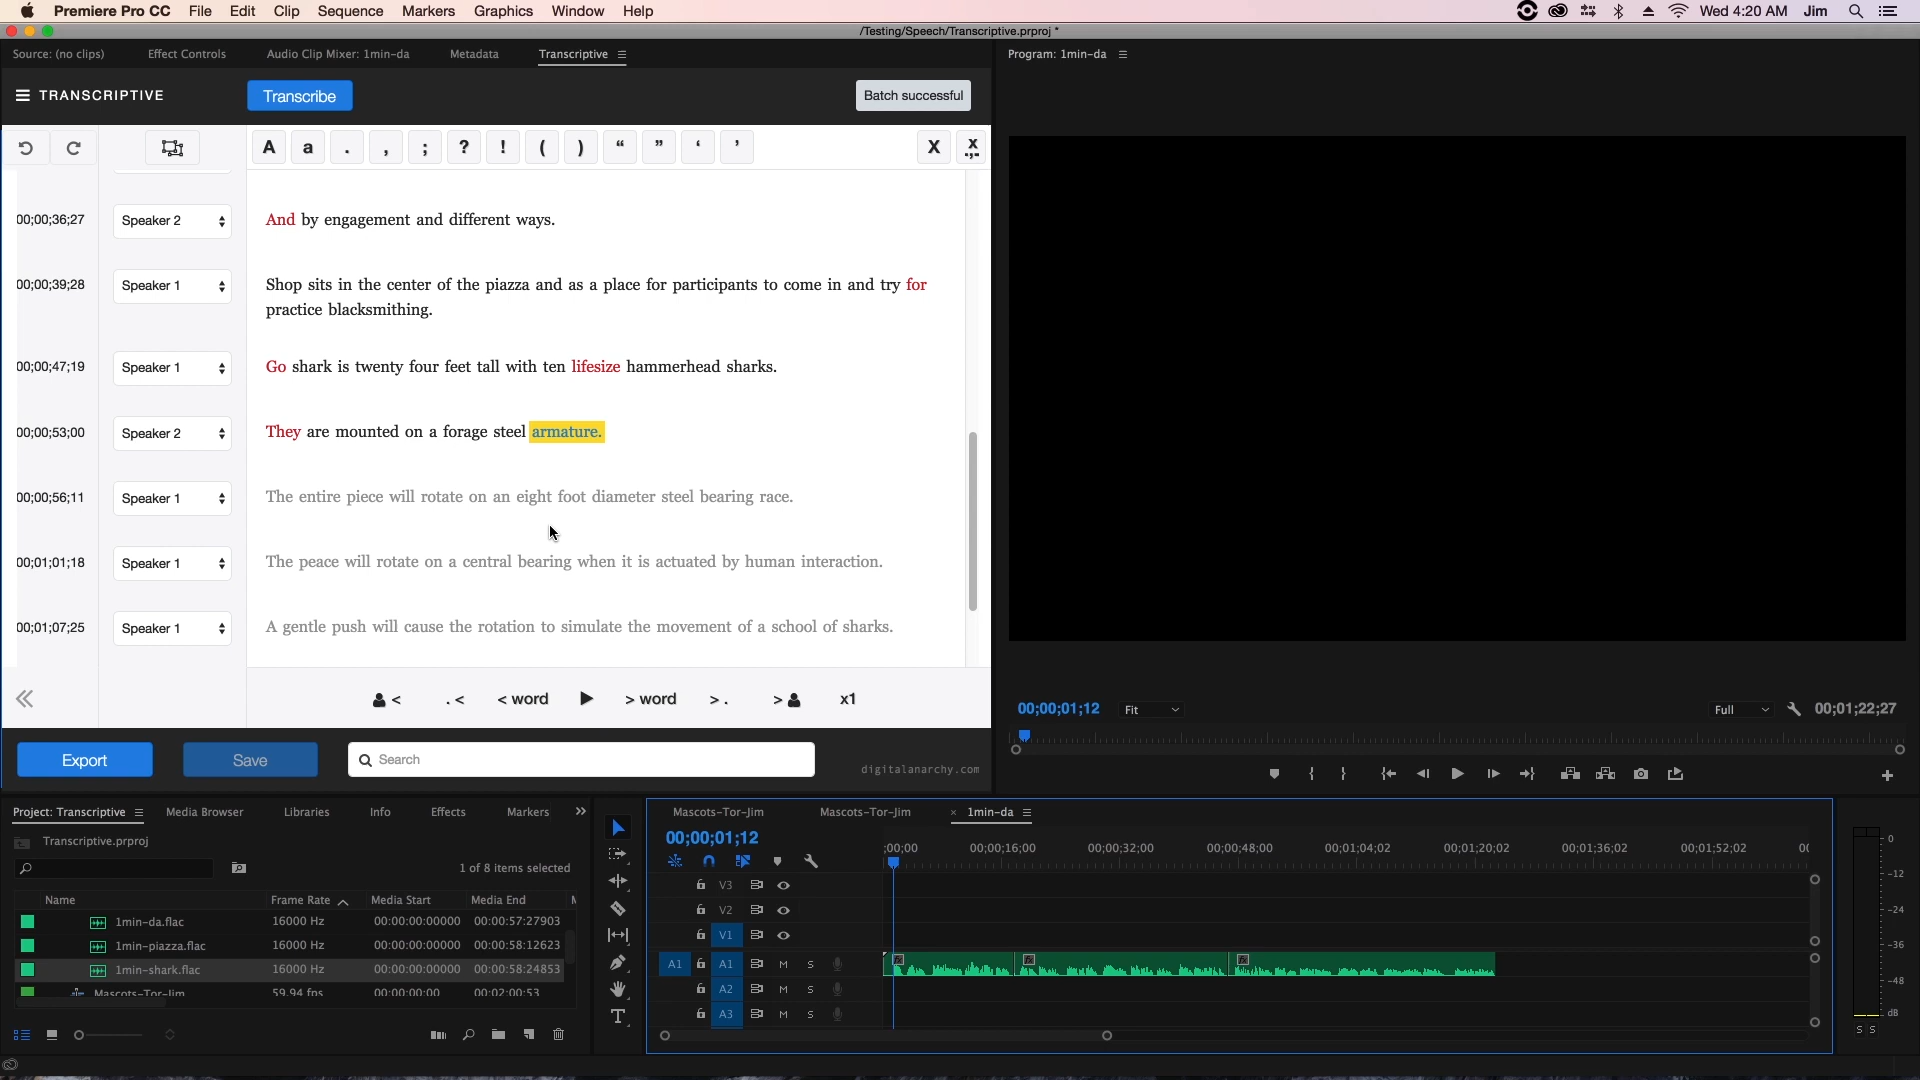 Premiere Pro CC File Edit Clip Sequence Markers Graphics Window Help Wed 4:20 AM Jim
/Testing/Speech/Transcriptive.prproj *
Source: (no clips) Effect Controls Audio Clip Mixer: 1min-da Metadata Transcriptive
Program: 1min-da
TRANSCRIPTIVE Transcribe Batch successful
A a . , ; ? ! ( ) “ ” ‘ ’ X X
00;00;36;27 Speaker 2 And by engagement and different ways.
00;00;39;28 Speaker 1 Shop sits in the center of the piazza and as a place for participants to come in and try for
practice blacksmithing.
00;00;47;19 Speaker 1 Go shark is twenty four feet tall with ten lifesize hammerhead sharks.
00;00;53;00 Speaker 2 They are mounted on a forage steel armature.
00;00;56;11 Speaker 1 The entire piece will rotate on an eight foot diameter steel bearing race.
00;01;01;18 Speaker 1 The peace will rotate on a central bearing when it is actuated by human interaction.
00;01;07;25 Speaker 1 A gentle push will cause the rotation to simulate the movement of a school of sharks.
< . < < word > word > . > x1
00;00;01;12 Fit Full 00;01;22;27
Export Save Search digitalanarchy.com
Project: Transcriptive Media Browser Libraries Info Effects Markers
Transcriptive.prproj
1 of 8 items selected
Name Frame Rate Media Start Media End
1min-da.flac 16000 Hz 00:00:00:00000 00:00:57:27903
1min-piazza.flac 16000 Hz 00:00:00:00000 00:00:58:12623
1min-shark.flac 16000 Hz 00:00:00:00000 00:00:58:24853
Mascots-Tor-Jim 59.94 fps 00:00:00:00 00:02:00:53
Mascots-Tor-Jim Mascots-Tor-Jim × 1min-da
00;00;01;12
;00;00 00;00;16;00 00;00;32;00 00;00;48;00 00;01;04;02 00;01;20;02 00;01;36;02 00;01;52;02 00
V3
V2
V1
A1 A1 M S
A2 M S
A3 M S
0
-12
-24
-36
-48
dB
S S